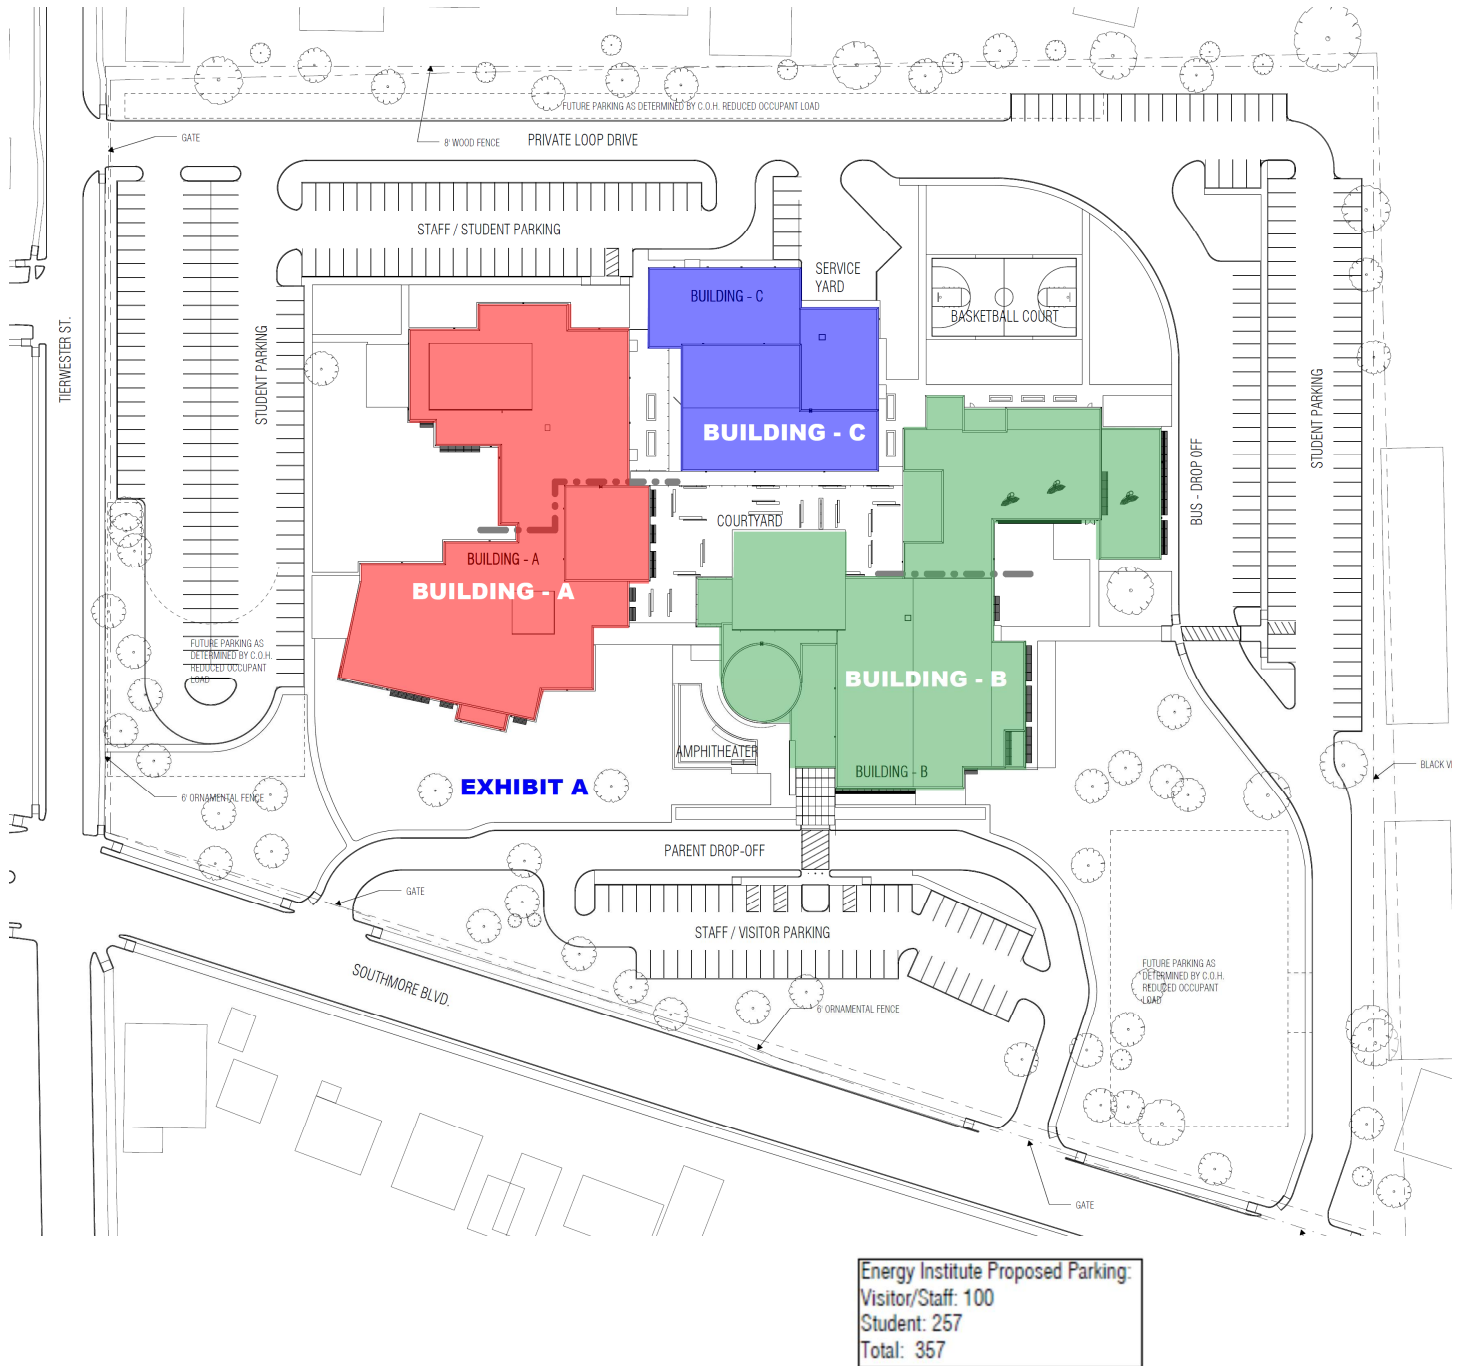 FUTURE PARKING AS DETERMINED BY C.O.H. REDUCED OCCUPANT LOAD
GATE
8' WOOD FENCE
PRIVATE LOOP DRIVE
STAFF / STUDENT PARKING
SERVICE
YARD
BUILDING - C
BASKETBALL COURT
TIERWESTER ST.
STUDENT PARKING
STUDENT PARKING
BUILDING - C
BUS - DROP OFF
COURTYARD
BUILDING - A
BUILDING - A
FUTURE PARKING AS
DETERMINED BY C.O.H.
REDUCED OCCUPANT
LOAD
BUILDING - B
AMPHITHEATER
BUILDING - B
EXHIBIT A
6' ORNAMENTAL FENCE
BLACK VI
PARENT DROP-OFF
GATE
STAFF / VISITOR PARKING
SOUTHMORE BLVD.
FUTURE PARKING AS
DETERMINED BY C.O.H.
REDUCED OCCUPANT
LOAD
6' ORNAMENTAL FENCE
GATE
Energy Institute Proposed Parking:
Visitor/Staff: 100
Student: 257
Total: 357